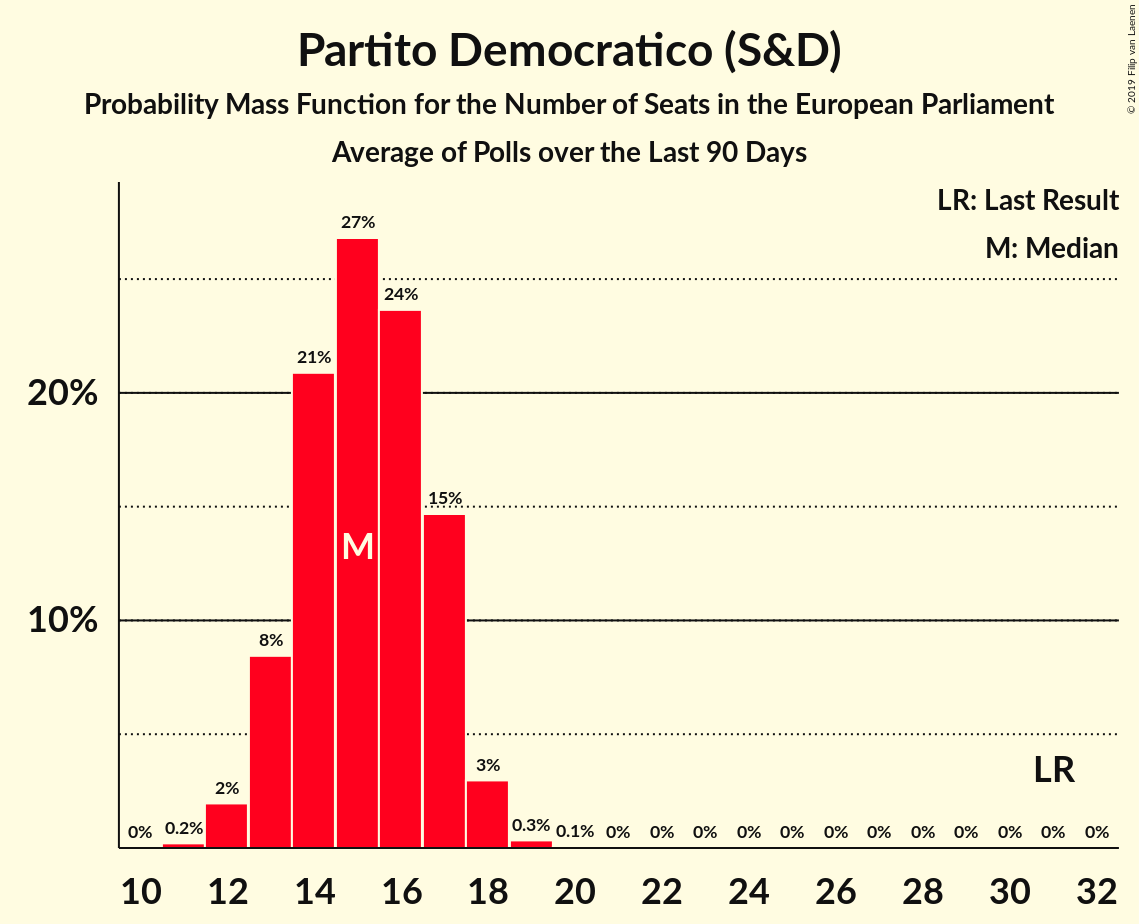 Partito Democratico (S&D)
Probability Mass Function for the Number of Seats in the European Parliament
Average of Polls over the Last 90 Days
© 2019 Filip van Laenen
LR: Last Result
M: Median
27%
24%
21%
20%
15%
M
10%
8%
3%
LR
2%
0% 0.2% 0.3% 0.1% 0% 0% 0% 0% 0% 0% 0% 0% 0% 0% 0% 0%
10 12 14 16 18 20 22 24 26 28 30 32